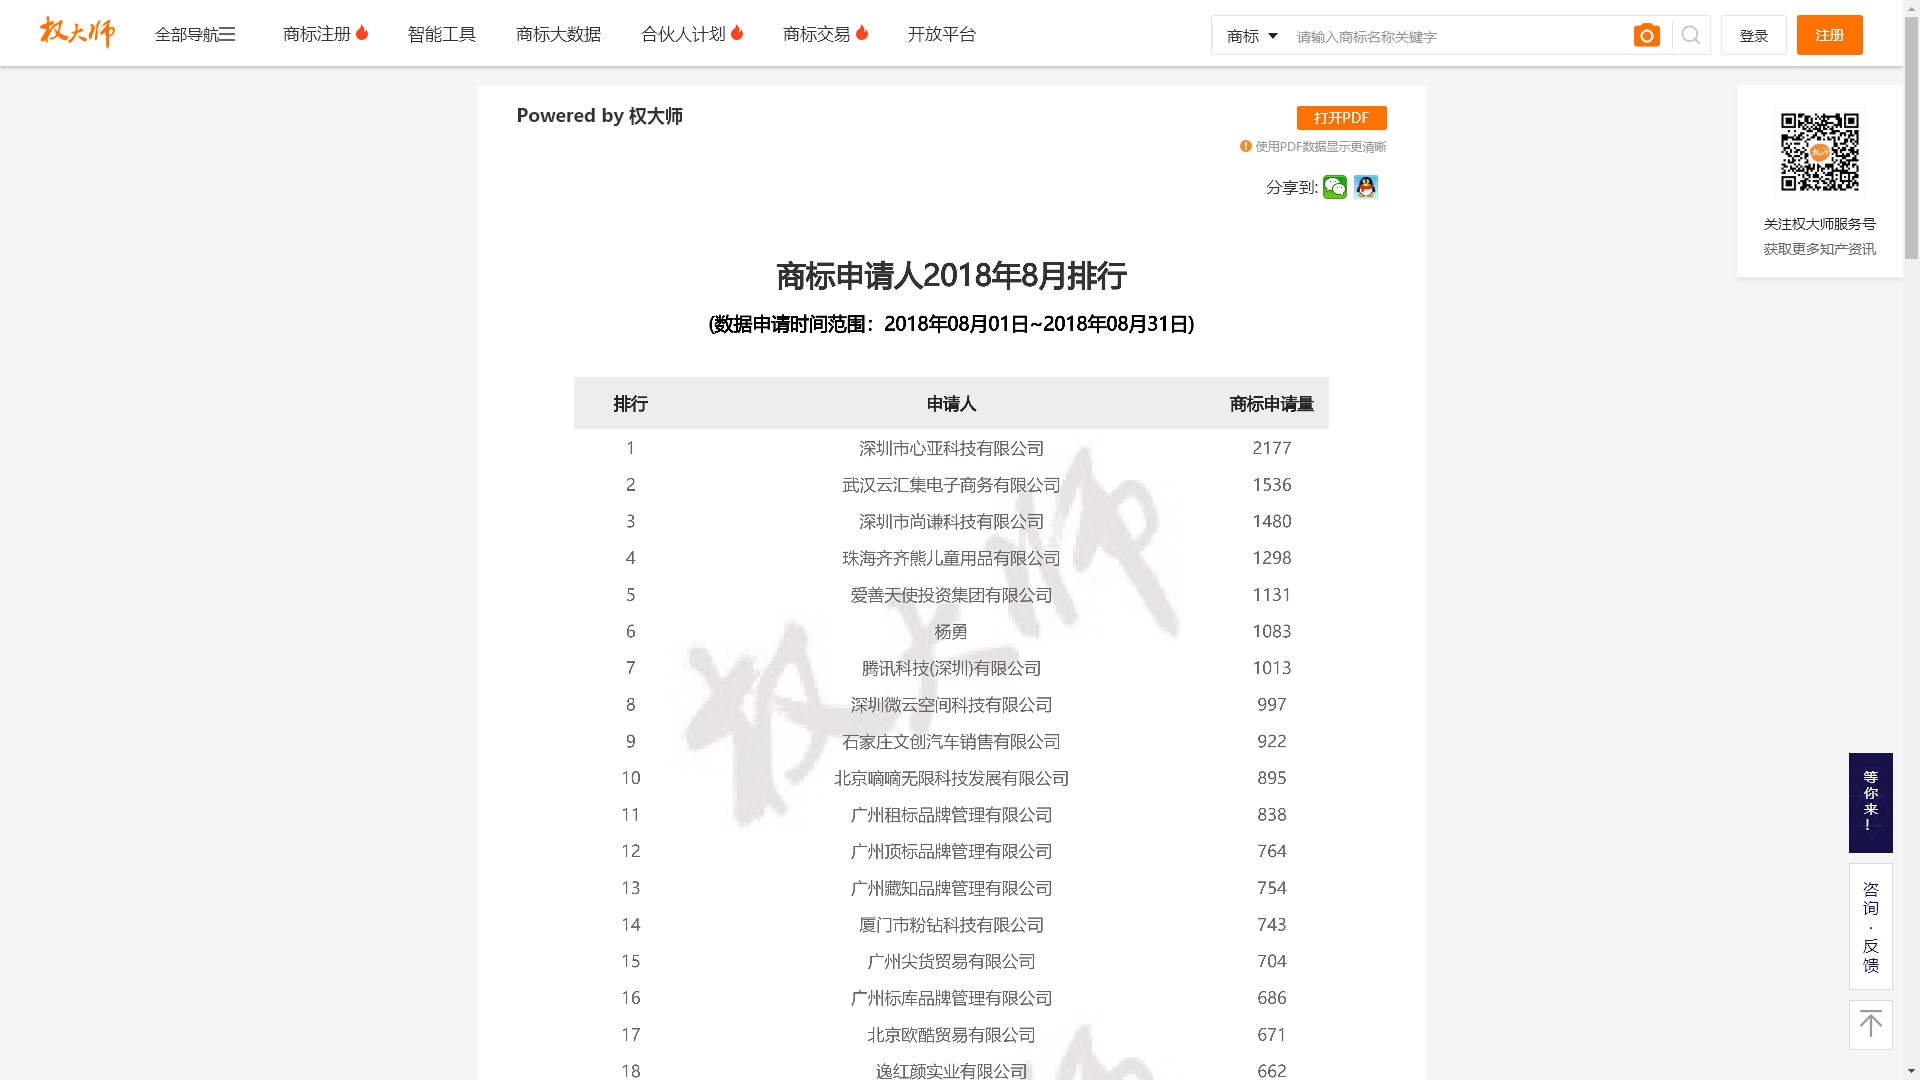 权大师 全部导航 商标注册 智能工具 商标大数据 合伙人计划 商标交易 开放平台 商标 请输入商标名称关键字 登录 注册
Powered by 权大师
打开PDF
使用PDF数据显示更清晰
分享到:
权大师
关注权大师服务号
获取更多知产资讯
商标申请人2018年8月排行
(数据申请时间范围：2018年08月01日~2018年08月31日)
排行 申请人 商标申请量
1 深圳市心亚科技有限公司 2177
2 武汉云汇集电子商务有限公司 1536
3 深圳市尚谦科技有限公司 1480
4 珠海齐齐熊儿童用品有限公司 1298
5 爱善天使投资集团有限公司 1131
6 杨勇 1083
7 腾讯科技(深圳)有限公司 1013
8 深圳微云空间科技有限公司 997
9 石家庄文创汽车销售有限公司 922
10 北京嘀嘀无限科技发展有限公司 895
11 广州租标品牌管理有限公司 838
12 广州顶标品牌管理有限公司 764
13 广州藏知品牌管理有限公司 754
14 厦门市粉钻科技有限公司 743
15 广州尖货贸易有限公司 704
16 广州标库品牌管理有限公司 686
17 北京欧酷贸易有限公司 671
18 逸红颜实业有限公司 662
权大师
等你来！
咨询·反馈